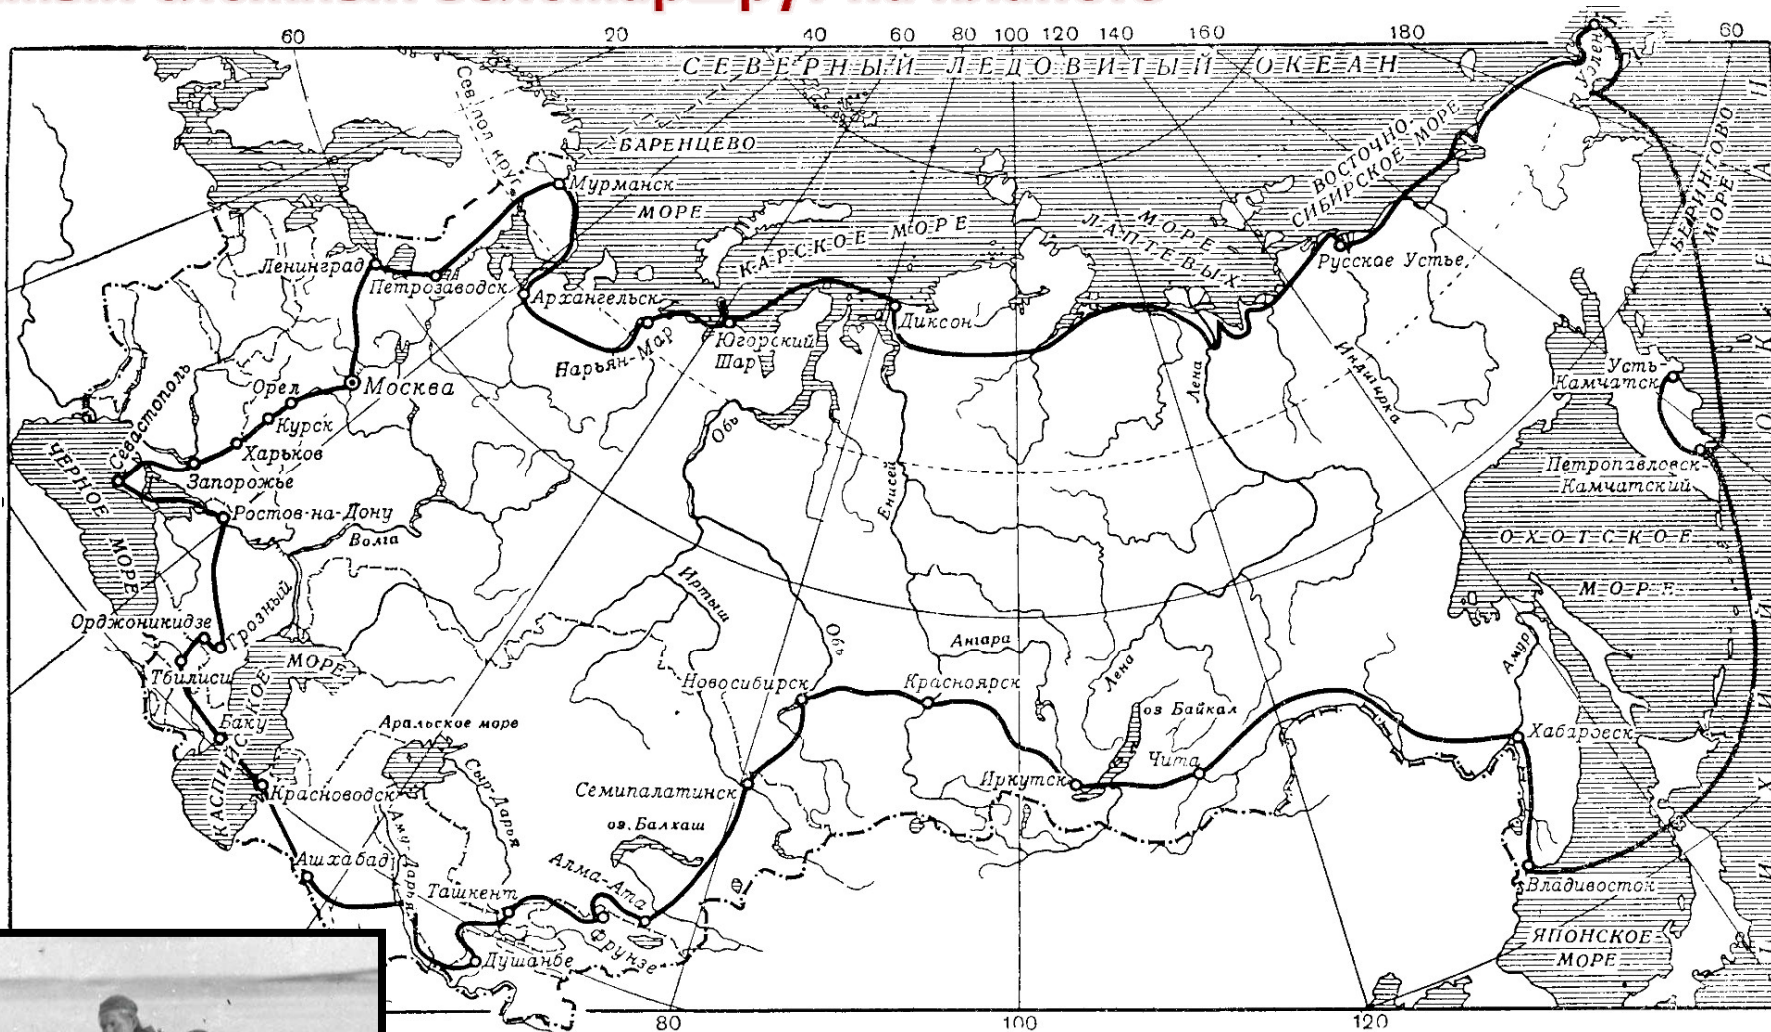 60 20 40 60 80 100 120 140 160 180 60
СЕВЕРНЫЙ ЛЕДОВИТЫЙ ОКЕАН
Уэлен
Сев. пол. круг
БАРЕНЦЕВО
МОРЕ
Мурманск
КАРСКОЕ МОРЕ
МОРЕ
ЛАПТЕВЫХ
ВОСТОЧНО-
СИБИРСКОЕ МОРЕ
БЕРИНГОВО
МОРЕ
Ленинград
Петрозаводск
Архангельск
Нарьян-Мар
Югорский
Шар
Диксон
Русское Устье
Лена
Индигирка
Усть-
Камчатск
Петропавловск-
Камчатский
Москва
Орел
Курск
Харьков
Запорожье
Севастополь
ЧЕРНОЕ
МОРЕ
Ростов-на-Дону
Волга
Обь
Енисей
ОХОТСКОЕ
МОРЕ
Орджоникидзе
Грозный
Тбилиси
Баку
КАСПИЙСКОЕ
МОРЕ
Иртыш
Обь
Ангара
Лена
Амур
Новосибирск
Красноярск
оз Байкал
Аральское море
Сыр-Дарья
Красноводск
Аму-Дарья
Семипалатинск
оз. Балхаш
Иркутск
Чита
Хабаровск
Ашхабад
Ташкент
Алма-Ата
Фрунзе
Душанбе
Владивосток
ЯПОНСКОЕ
МОРЕ
80 100 120